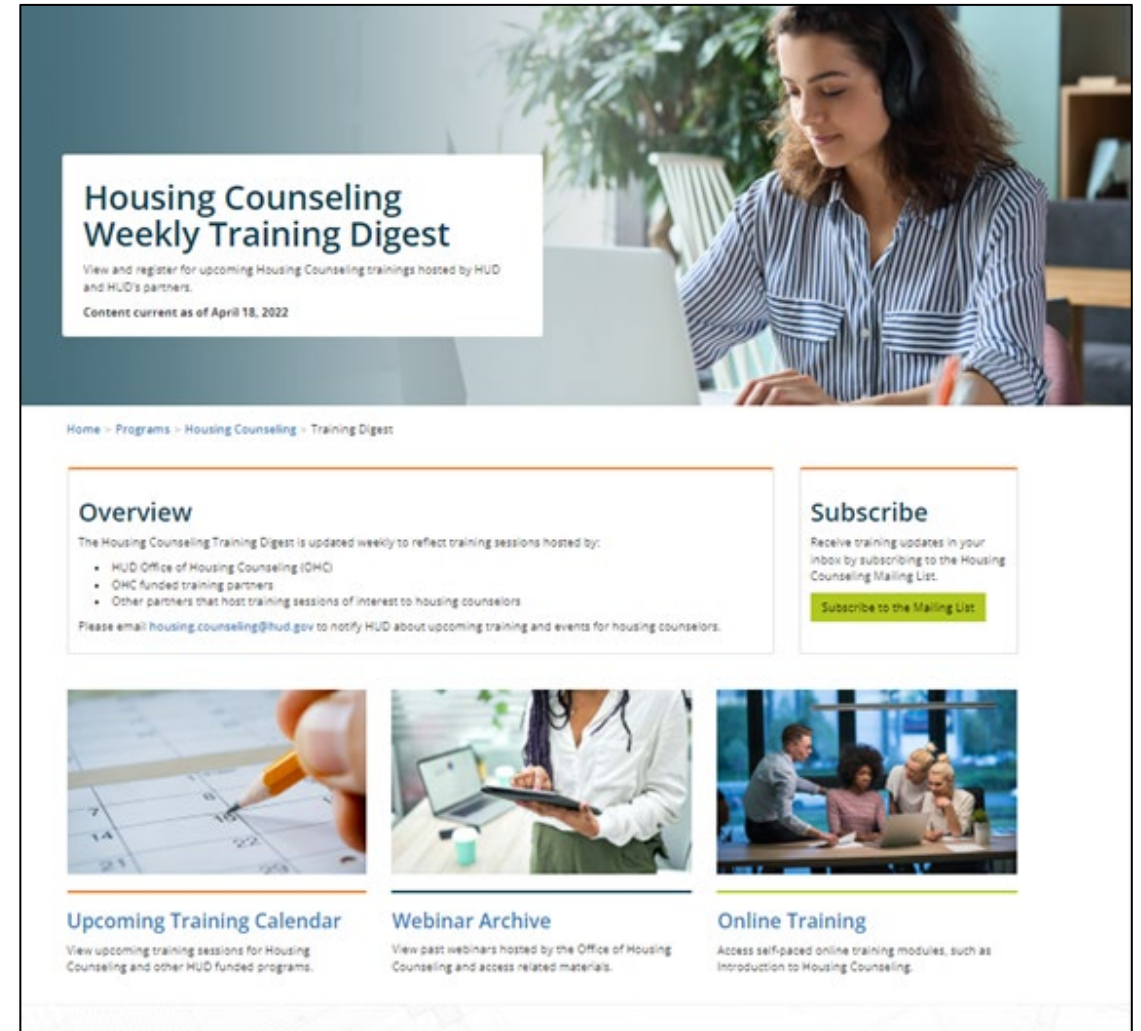 Housing Counseling
Weekly Training Digest
View and register for upcoming Housing Counseling trainings hosted by HUD
and HUD's partners.
Content current as of April 18, 2022
Home > Programs > Housing Counseling > Training Digest
Overview
The Housing Counseling Training Digest is updated weekly to reflect training sessions hosted by:
• HUD Office of Housing Counseling (OHC)
• OHC funded training partners
• Other partners that host training sessions of interest to housing counselors
Please email housing.counseling@hud.gov to notify HUD about upcoming training and events for housing counselors.
Subscribe
Receive training updates in your
inbox by subscribing to the Housing
Counseling Mailing List.
Subscribe to the Mailing List
7
8
14
15
21
22
29
Upcoming Training Calendar
View upcoming training sessions for Housing
Counseling and other HUD funded programs.
Webinar Archive
View past webinars hosted by the Office of Housing
Counseling and access related materials.
Online Training
Access self-paced online training modules, such as
Introduction to Housing Counseling.